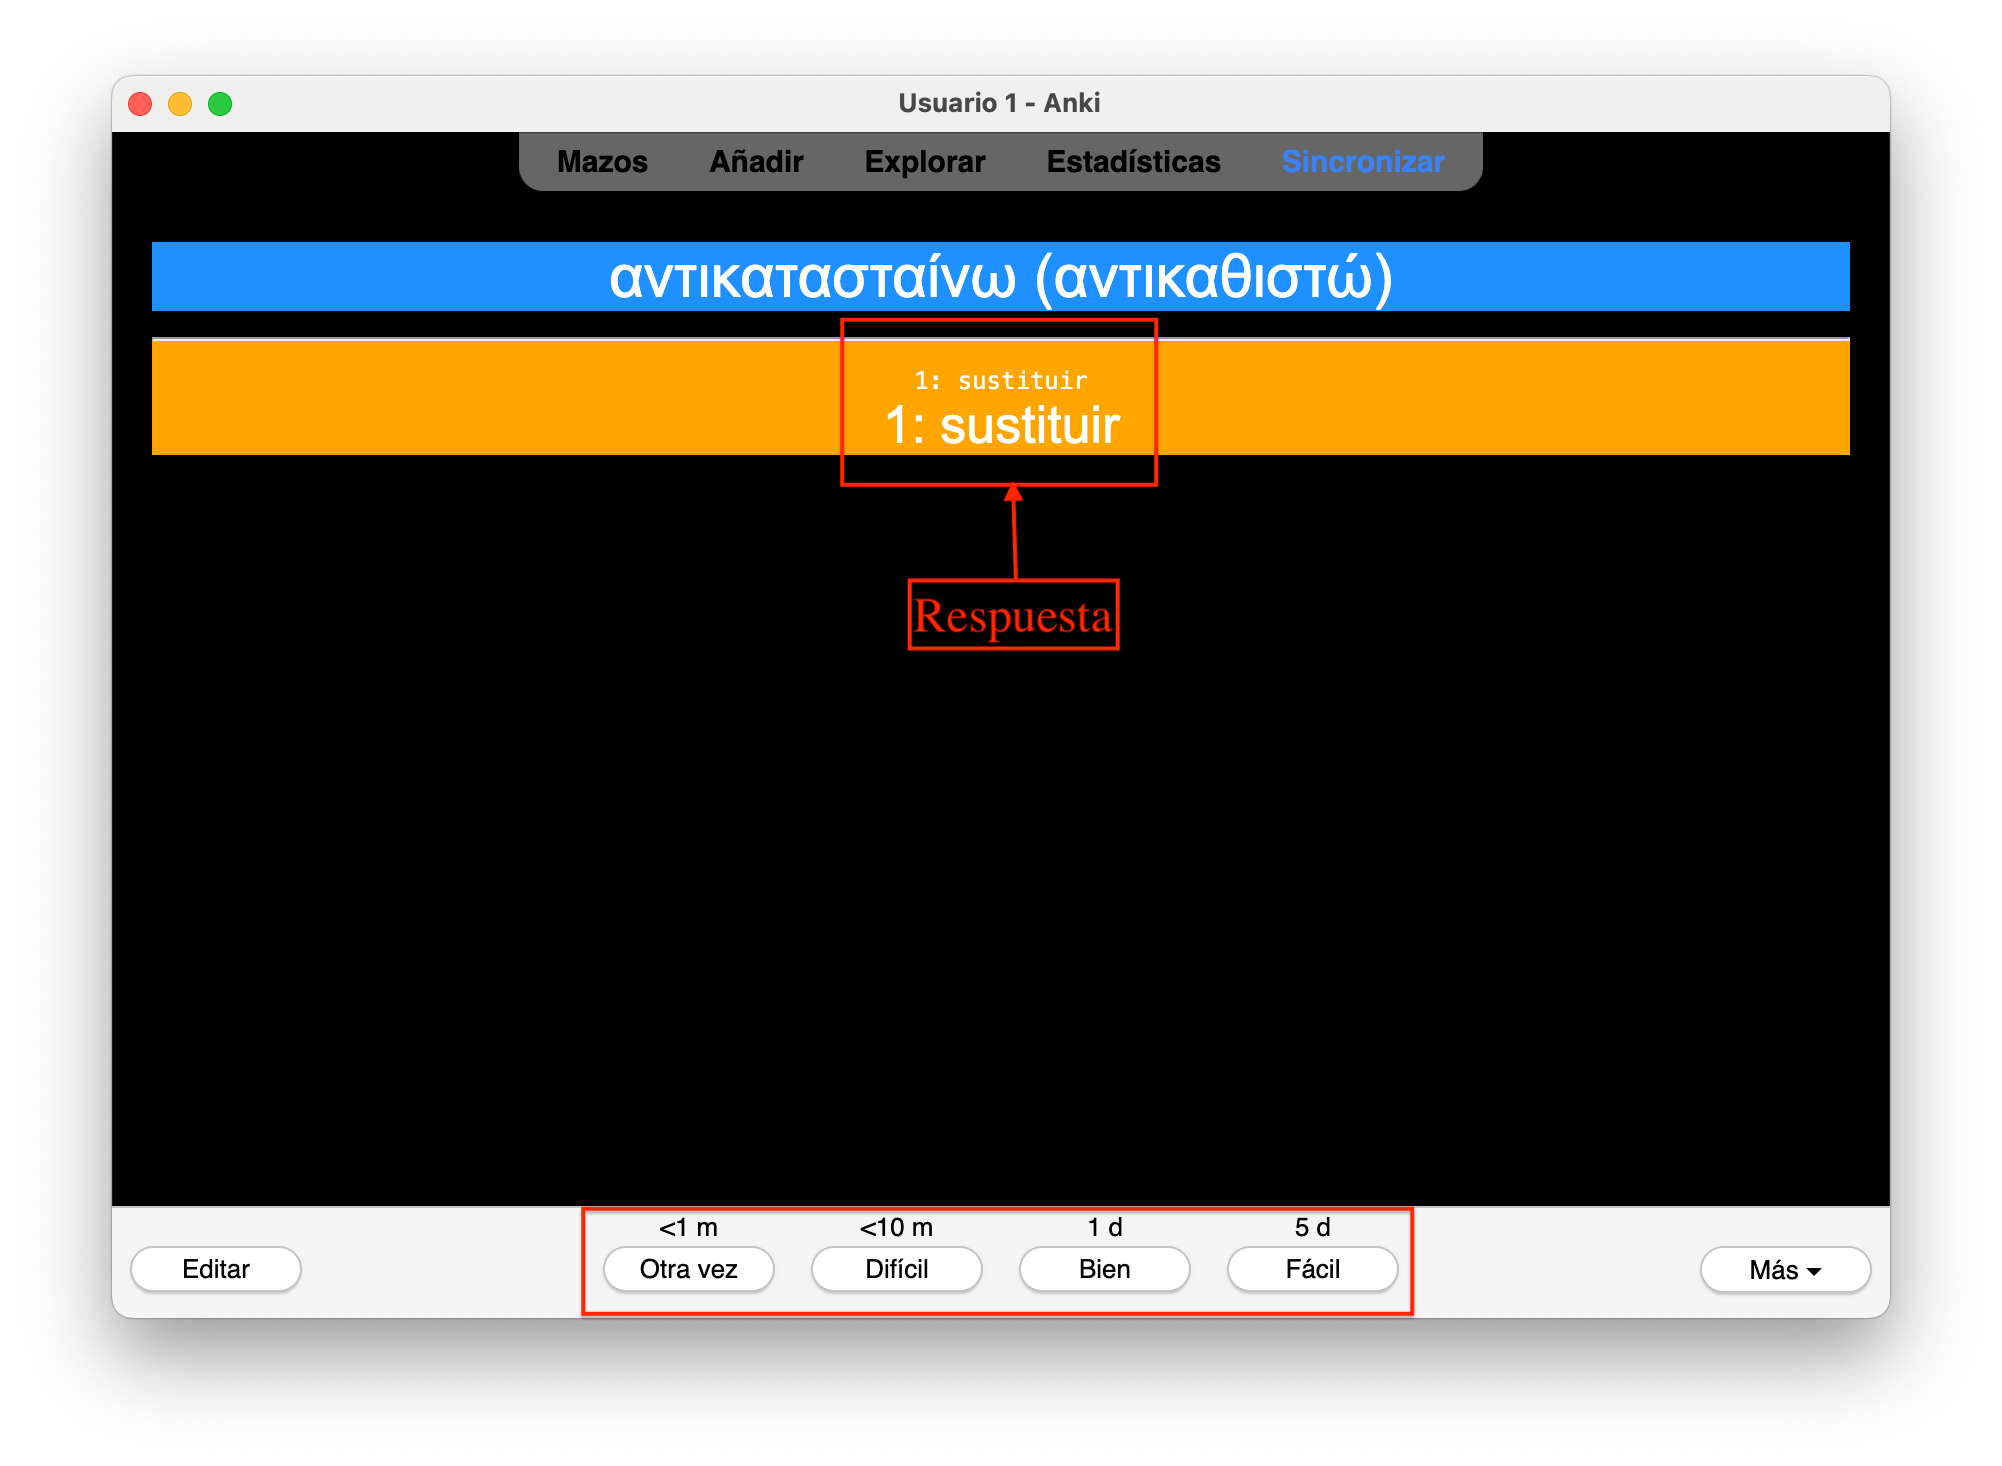 Usuario 1 - Anki
Mazos Añadir Explorar Estadísticas Sincronizar
αντικατασταίνω (αντικαθιστώ)
1: sustituir
1: sustituir
Respuesta
<1 m <10 m 1 d 5 d
Editar Otra vez Difícil Bien Fácil Más